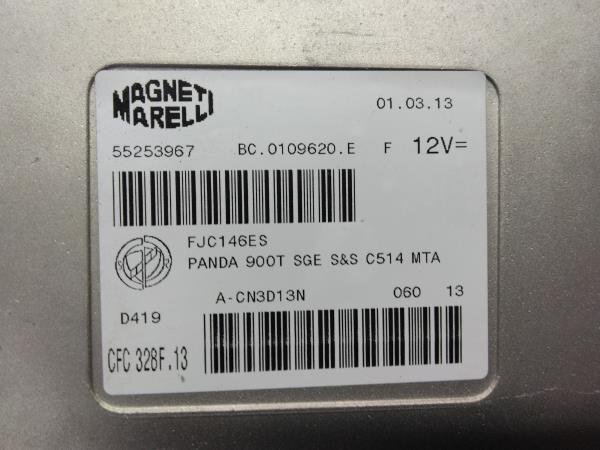 MAGNETI
MARELLI
01.03.13
55253967 BC.0109620.E F 12V=
FJC146ES
PANDA 900T SGE S&S C514 MTA
A-CN3D13N 060 13
D419
CFC 328F.13